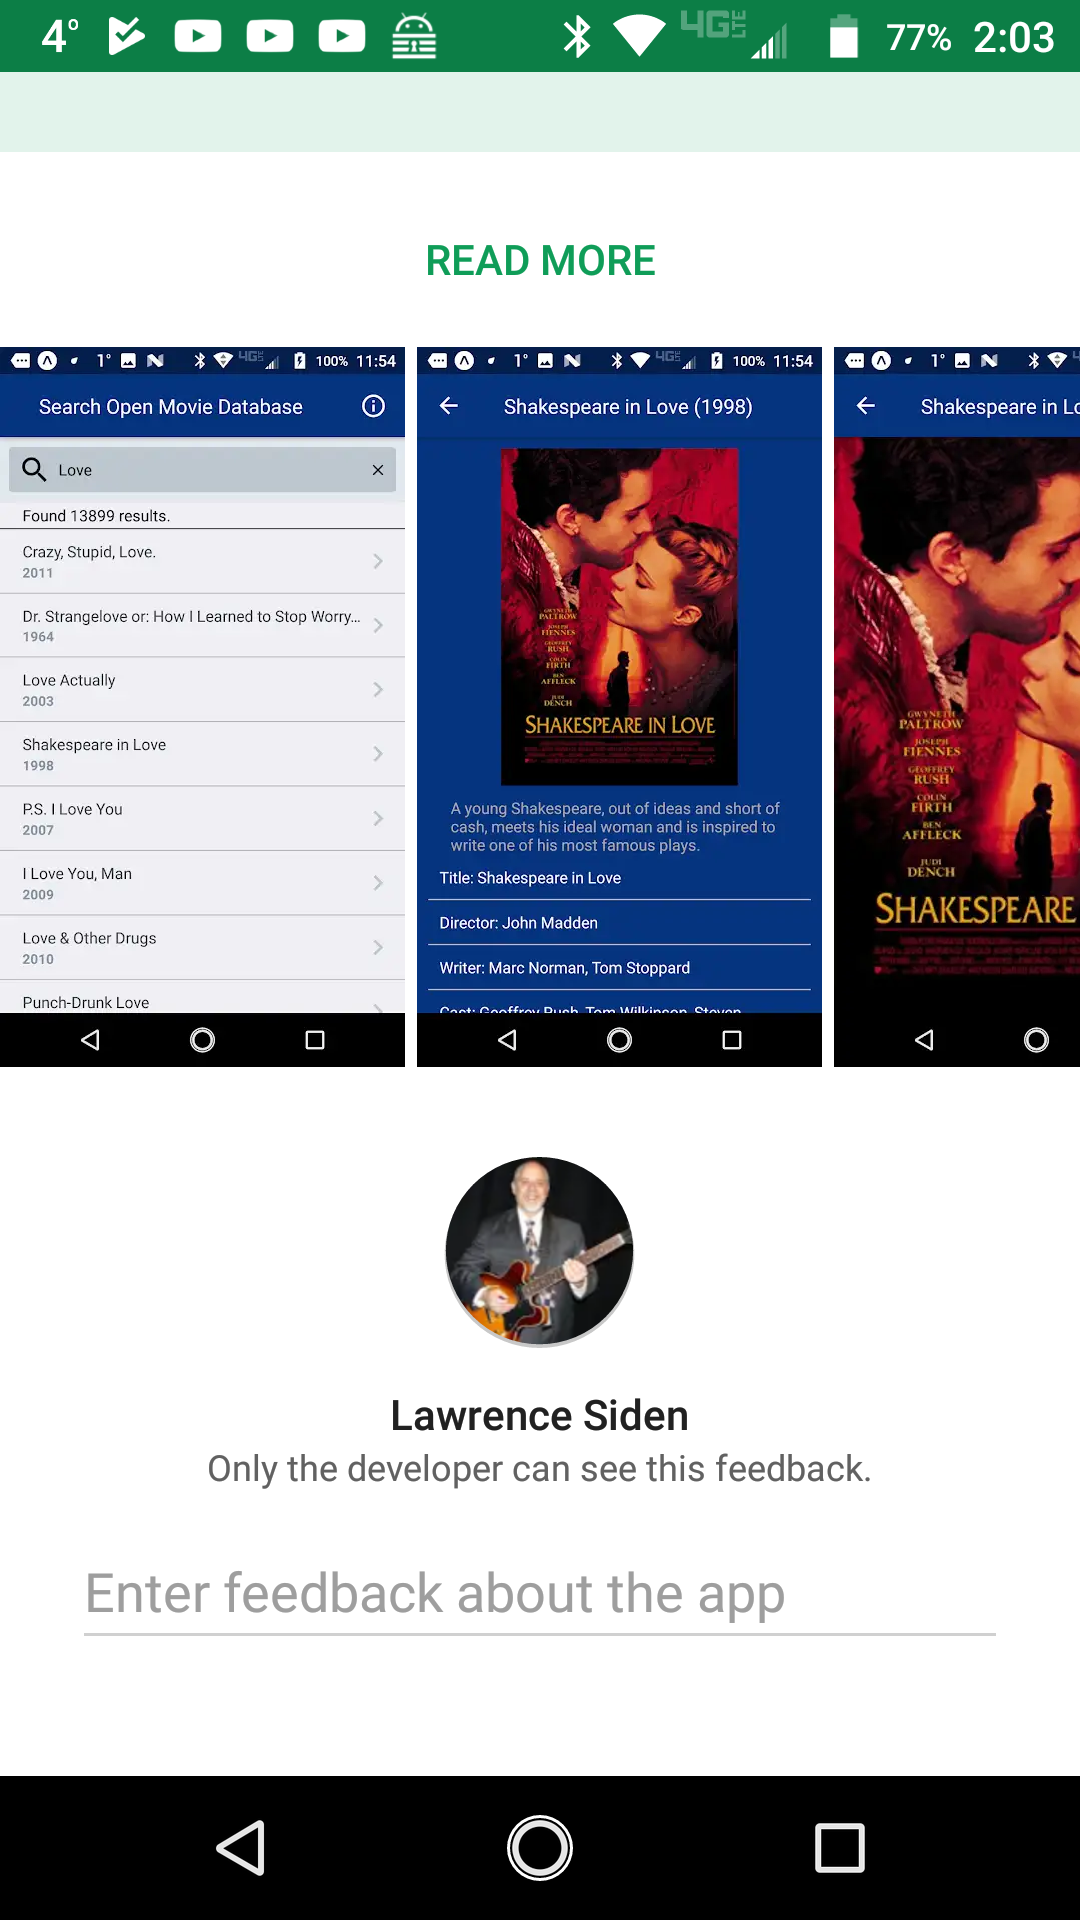 4° 4G LTE 77% 2:03
READ MORE
1° 4G 100% 11:54
Search Open Movie Database
Love
Found 13899 results.
Crazy, Stupid, Love.
2011
Dr. Strangelove or: How I Learned to Stop Worry...
1964
Love Actually
2003
Shakespeare in Love
1998
P.S. I Love You
2007
I Love You, Man
2009
Love & Other Drugs
2010
Punch-Drunk Love
1° 4G 100% 11:54
Shakespeare in Love (1998)
GWYNETH
PALTROW
JOSEPH
FIENNES
GEOFFREY
RUSH
COLIN
FIRTH
BEN
AFFLECK
JUDI
DENCH
SHAKESPEARE IN LOVE
A young Shakespeare, out of ideas and short of
cash, meets his ideal woman and is inspired to
write one of his most famous plays.
Title: Shakespeare in Love
Director: John Madden
Writer: Marc Norman, Tom Stoppard
Cast: Geoffrey Rush, Tom Wilkinson, Steven
1°
Shakespeare in Lo
GWYNETH
PALTROW
JOSEPH
FIENNES
GEOFFREY
RUSH
COLIN
FIRTH
BEN
AFFLECK
JUDI
DENCH
SHAKESPEARE
Lawrence Siden
Only the developer can see this feedback.
Enter feedback about the app